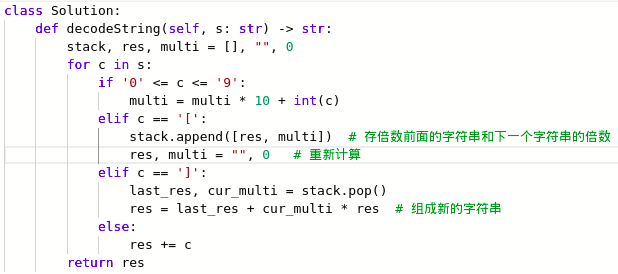 class Solution:
    def decodeString(self, s: str) -> str:
        stack, res, multi = [], "", 0
        for c in s:
            if '0' <= c <= '9':
                multi = multi * 10 + int(c)
            elif c == '[':
                stack.append([res, multi])  # 存倍数前面的字符串和下一个字符串的倍数
                res, multi = "", 0   # 重新计算
            elif c == ']':
                last_res, cur_multi = stack.pop()
                res = last_res + cur_multi * res  # 组成新的字符串
            else:
                res += c
        return res